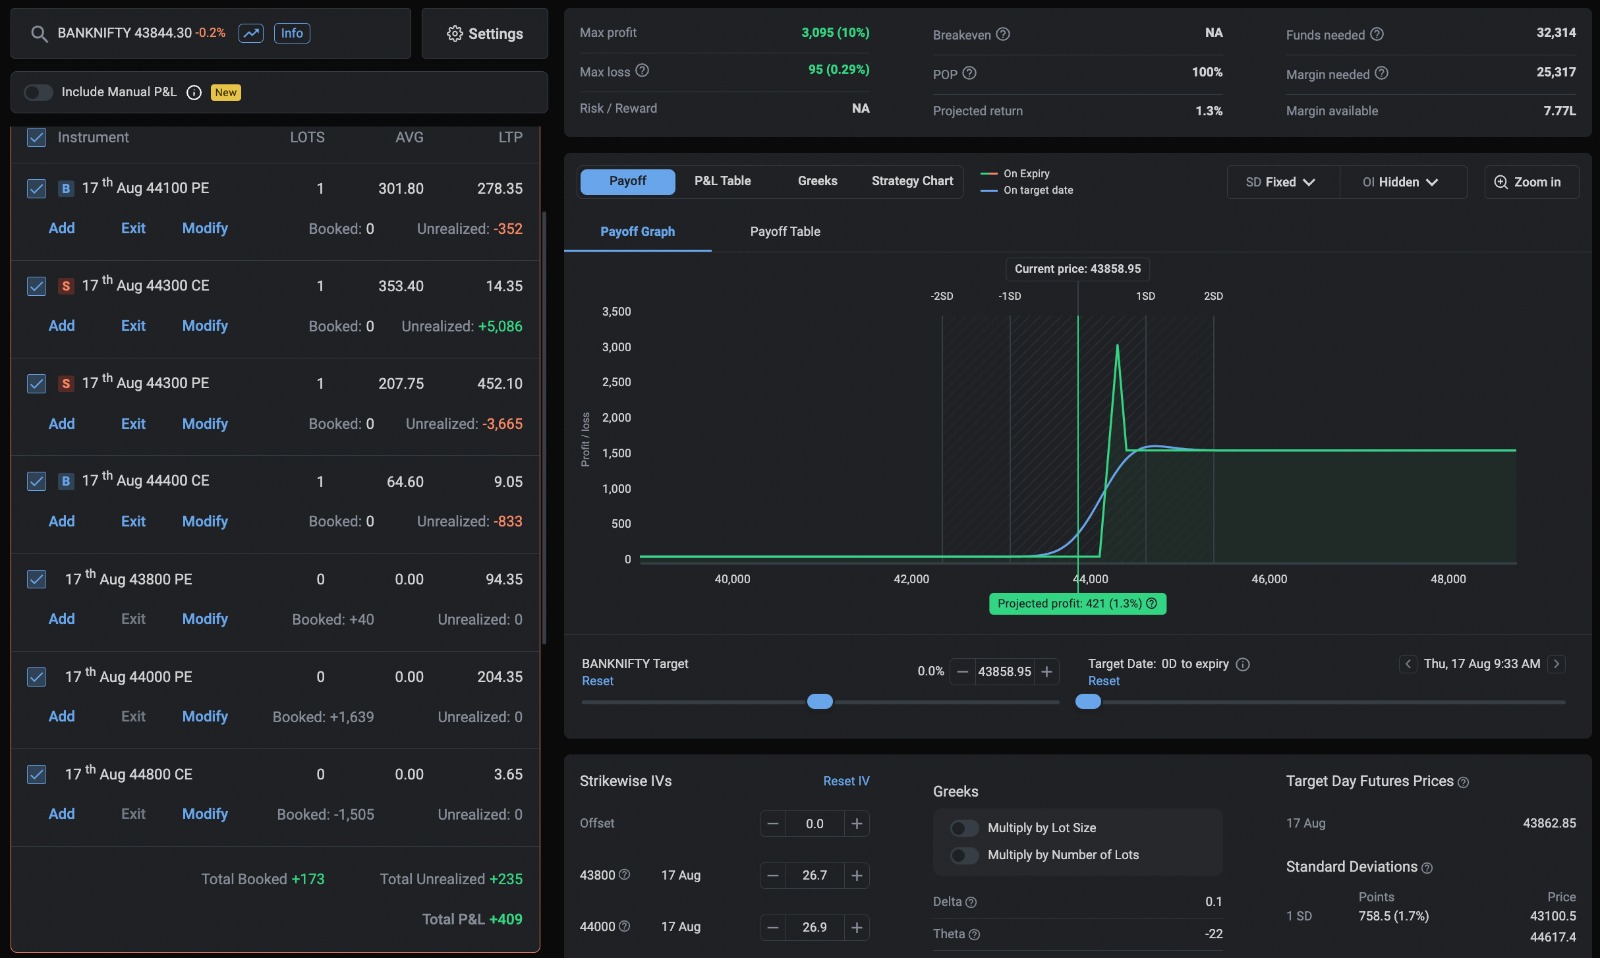 BANKNIFTY 43844.30 -0.2% Info
Settings
Include Manual P&L New
Instrument LOTS AVG LTP
B 17 th Aug 44100 PE 1 301.80 278.35
Add Exit Modify Booked: 0 Unrealized: -352
S 17 th Aug 44300 CE 1 353.40 14.35
Add Exit Modify Booked: 0 Unrealized: +5,086
S 17 th Aug 44300 PE 1 207.75 452.10
Add Exit Modify Booked: 0 Unrealized: -3,665
B 17 th Aug 44400 CE 1 64.60 9.05
Add Exit Modify Booked: 0 Unrealized: -833
17 th Aug 43800 PE 0 0.00 94.35
Add Exit Modify Booked: +40 Unrealized: 0
17 th Aug 44000 PE 0 0.00 204.35
Add Exit Modify Booked: +1,639 Unrealized: 0
17 th Aug 44800 CE 0 0.00 3.65
Add Exit Modify Booked: -1,505 Unrealized: 0
Total Booked +173 Total Unrealized +235
Total P&L +409
Max profit 3,095 (10%)
Max loss 95 (0.29%)
Risk / Reward NA
Breakeven NA
POP 100%
Projected return 1.3%
Funds needed 32,314
Margin needed 25,317
Margin available 7.77L
Payoff P&L Table Greeks Strategy Chart
On Expiry
On target date
SD Fixed OI Hidden Zoom in
Payoff Graph Payoff Table
Current price: 43858.95
-2SD -1SD 1SD 2SD
3,500
3,000
2,500
2,000
1,500
1,000
500
0
Profit / loss
40,000 42,000 44,000 46,000 48,000
Projected profit: 421 (1.3%)
BANKNIFTY Target 0.0% 43858.95
Reset
Target Date: 0D to expiry Thu, 17 Aug 9:33 AM
Reset
Strikewise IVs Reset IV
Offset 0.0
43800 17 Aug 26.7
44000 17 Aug 26.9
Greeks
Multiply by Lot Size
Multiply by Number of Lots
Delta 0.1
Theta -22
Target Day Futures Prices
17 Aug 43862.85
Standard Deviations
Points Price
1 SD 758.5 (1.7%) 43100.5
44617.4